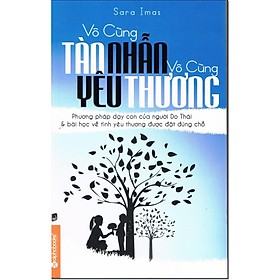 Sara Imas
Vô Cùng
TÀN NHẪN Vô Cùng
YÊU THƯƠNG
Phương pháp dạy con của người Do Thái
& bài học về tình yêu thương được đặt đúng chỗ